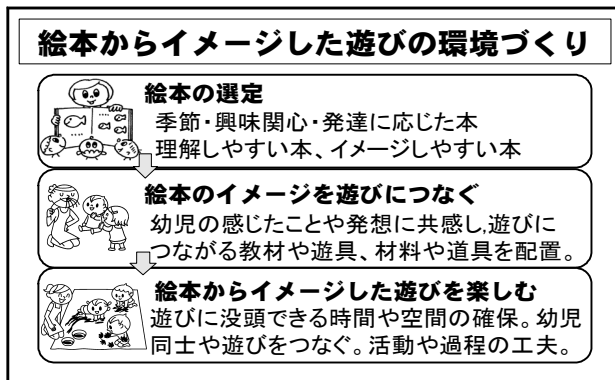 絵本からイメージした遊びの環境づくり
絵本の選定
季節・興味関心・発達に応じた本
理解しやすい本、イメージしやすい本
絵本のイメージを遊びにつなぐ
幼児の感じたことや発想に共感し,遊びに
つながる教材や遊具、材料や道具を配置。
絵本からイメージした遊びを楽しむ
遊びに没頭できる時間や空間の確保。幼児
同士や遊びをつなぐ。活動や過程の工夫。